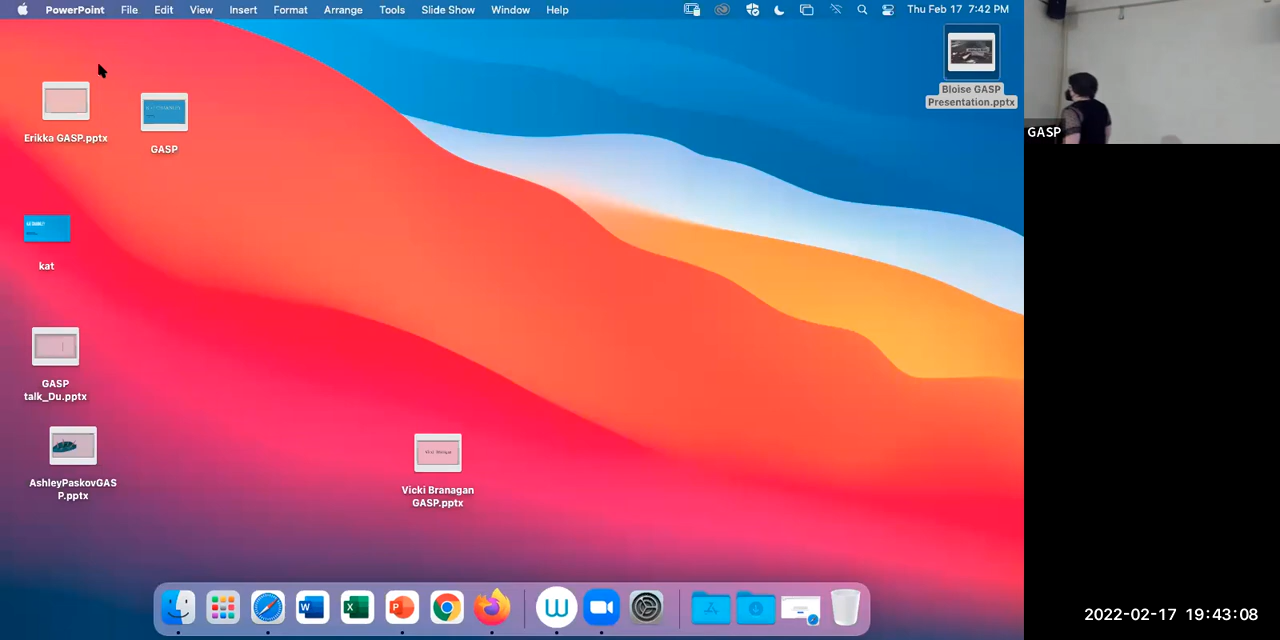 PowerPoint File Edit View Insert Format Arrange Tools Slide Show Window Help Thu Feb 17 7:42 PM
Bloise GASP
Presentation.pptx
Erikka GASP.pptx
GASP
GASP
kat
GASP
talk_Du.pptx
Vicki Branagan
AshleyPaskovGAS
P.pptx
Vicki Branagan
GASP.pptx
W
X
P
W
2022-02-17 19:43:08